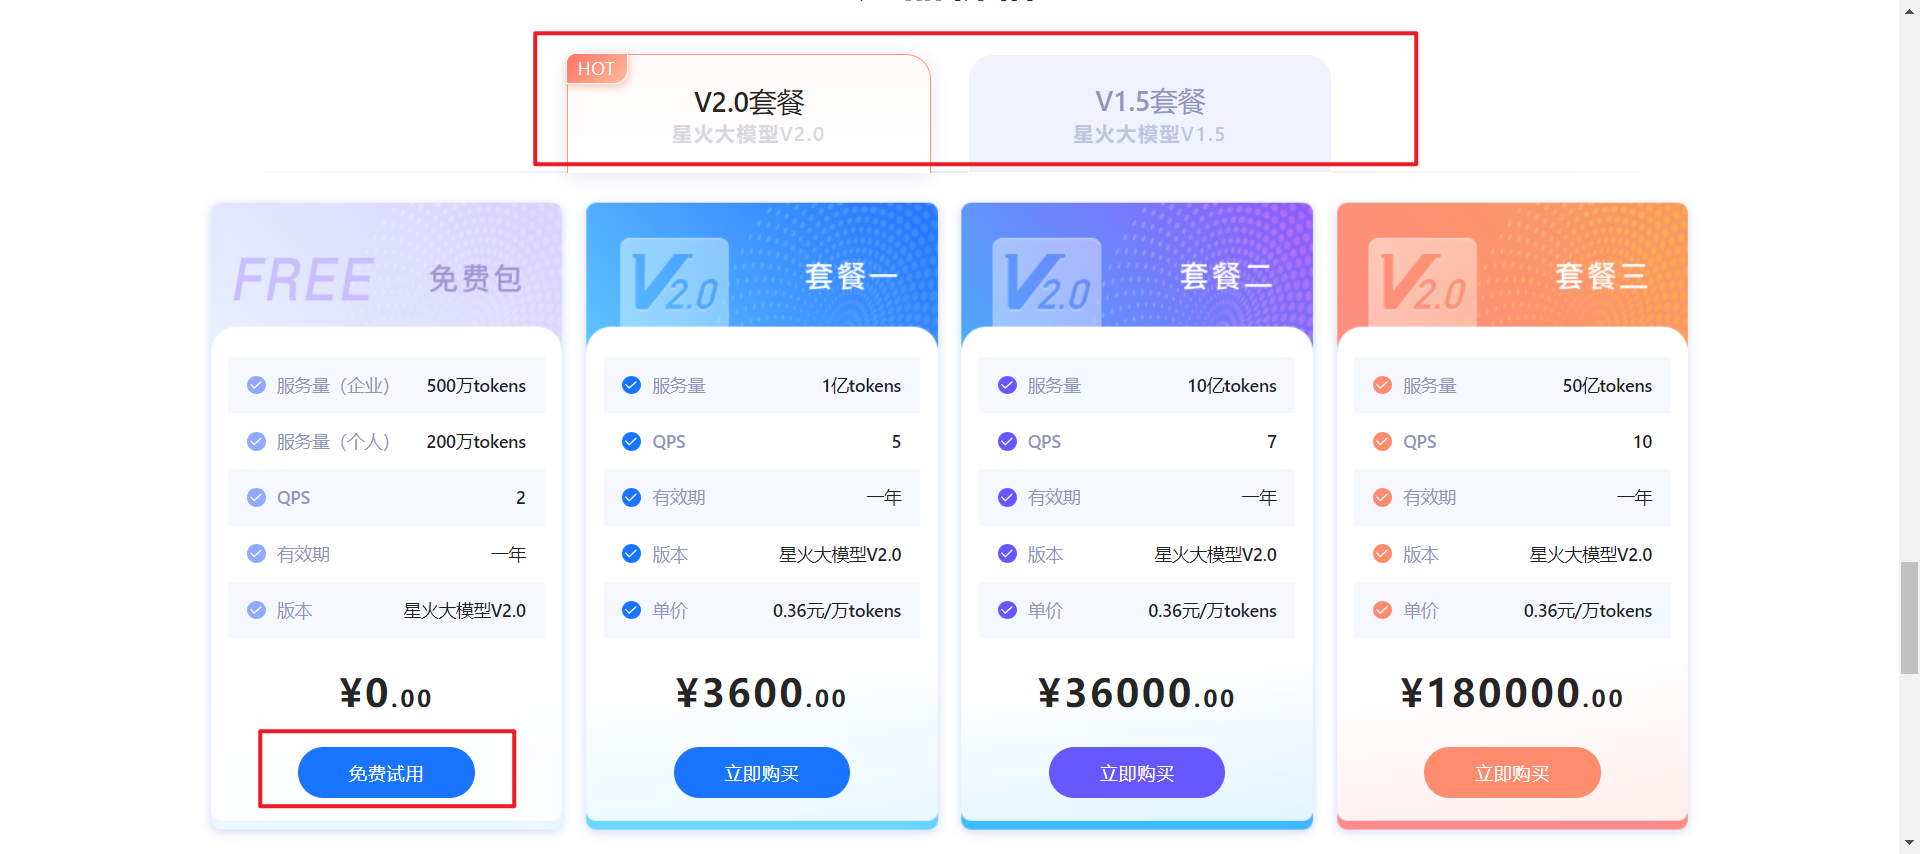 HOT
V2.0套餐
星火大模型V2.0
V1.5套餐
星火大模型V1.5
FREE
免费包
服务量（企业） 500万tokens
服务量（个人） 200万tokens
QPS 2
有效期 一年
版本 星火大模型V2.0
¥0.00
免费试用
V2.0
套餐一
服务量 1亿tokens
QPS 5
有效期 一年
版本 星火大模型V2.0
单价 0.36元/万tokens
¥3600.00
立即购买
V2.0
套餐二
服务量 10亿tokens
QPS 7
有效期 一年
版本 星火大模型V2.0
单价 0.36元/万tokens
¥36000.00
立即购买
V2.0
套餐三
服务量 50亿tokens
QPS 10
有效期 一年
版本 星火大模型V2.0
单价 0.36元/万tokens
¥180000.00
立即购买